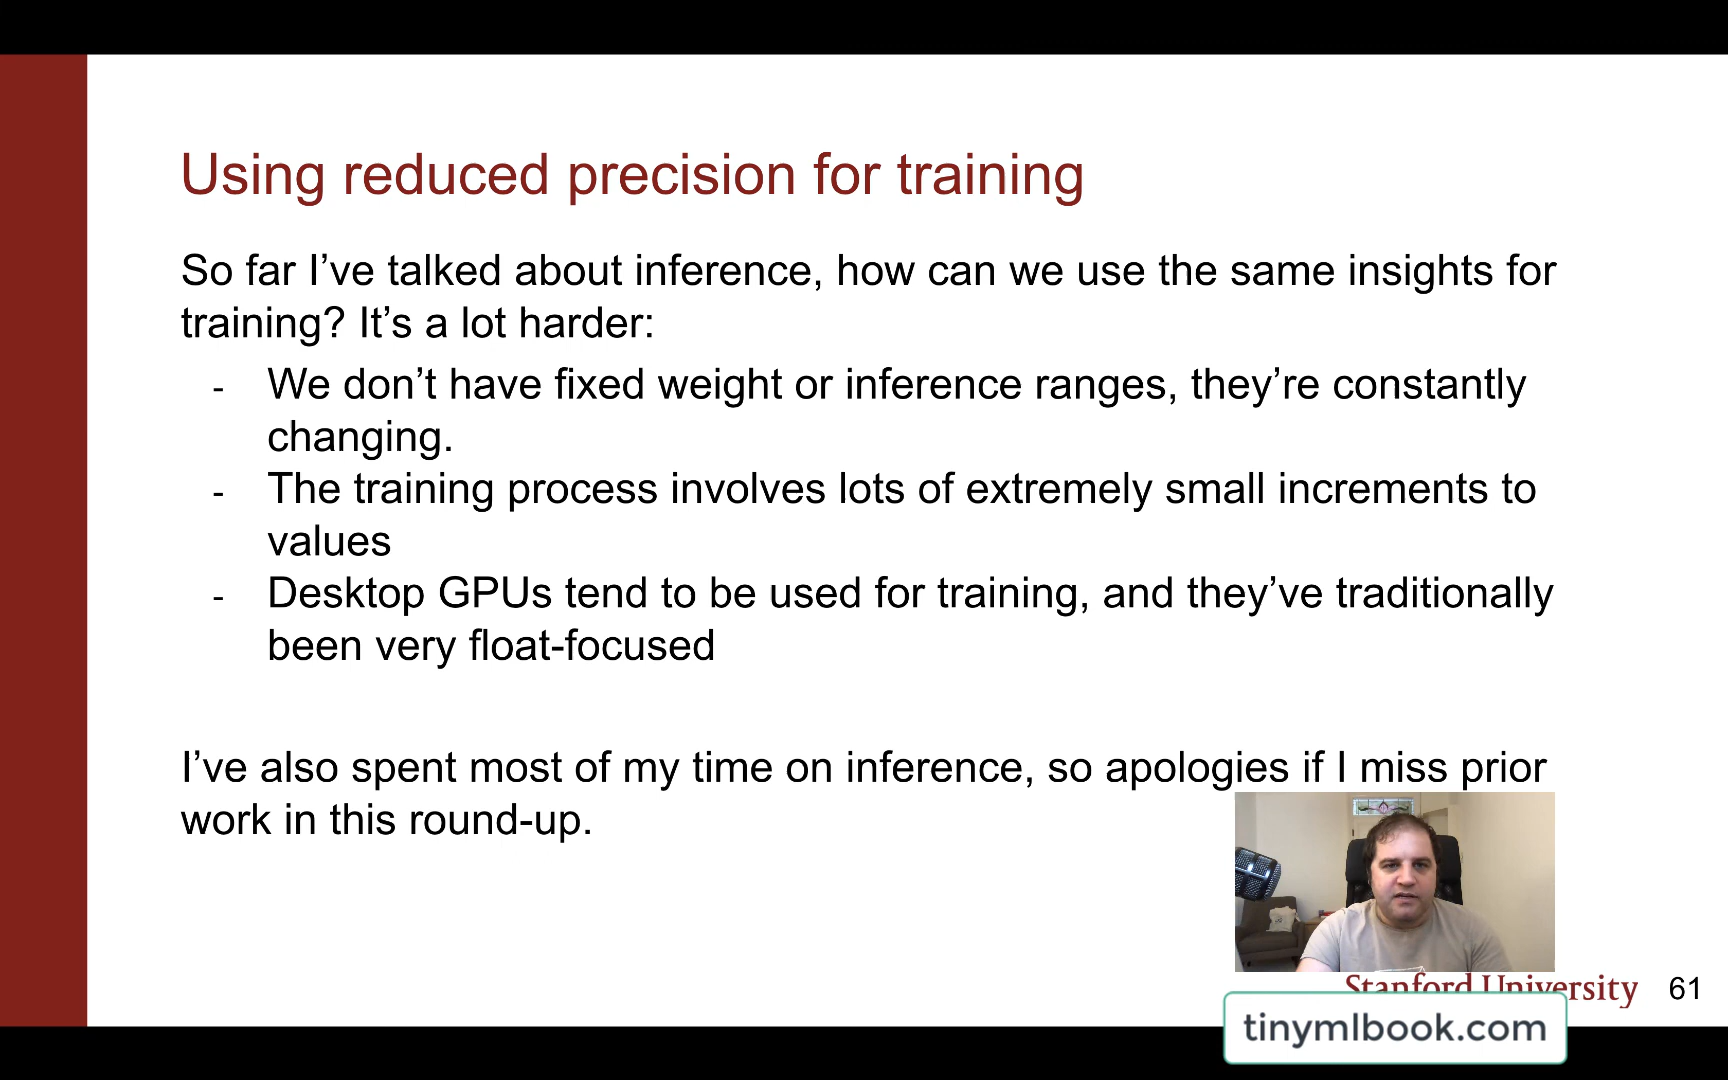 Using reduced precision for training
So far I’ve talked about inference, how can we use the same insights for
training? It’s a lot harder:
- We don’t have fixed weight or inference ranges, they’re constantly
changing.
- The training process involves lots of extremely small increments to
values
- Desktop GPUs tend to be used for training, and they’ve traditionally
been very float-focused
I’ve also spent most of my time on inference, so apologies if I miss prior
work in this round-up.
Stanford University 61
tinymlbook.com